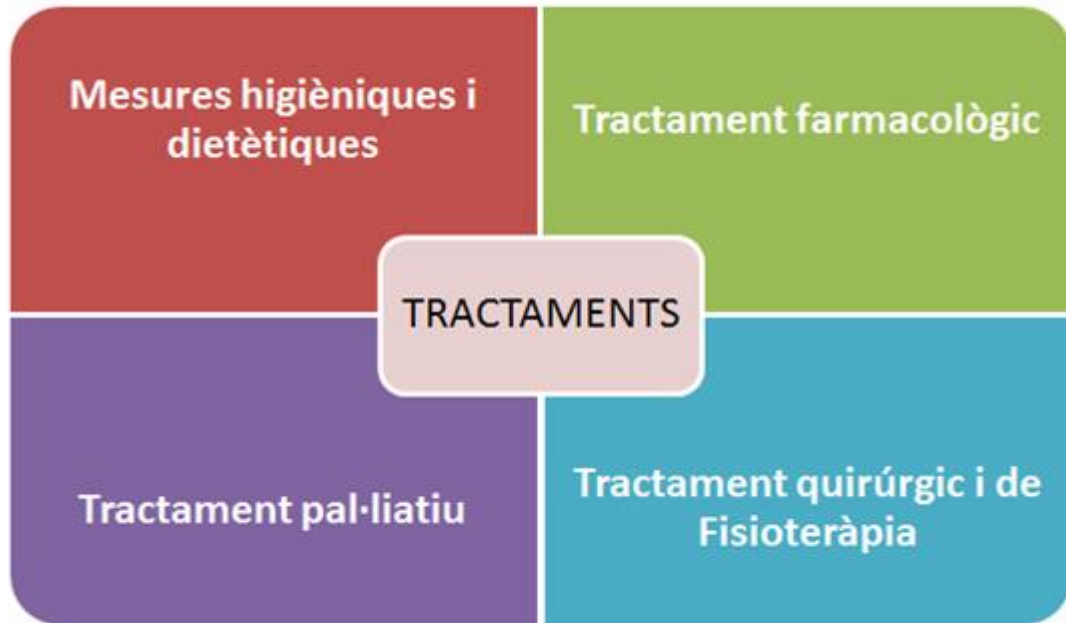 Mesures higièniques i
dietètiques
Tractament farmacològic
TRACTAMENTS
Tractament pal·liatiu
Tractament quirúrgic i de
Fisioteràpia